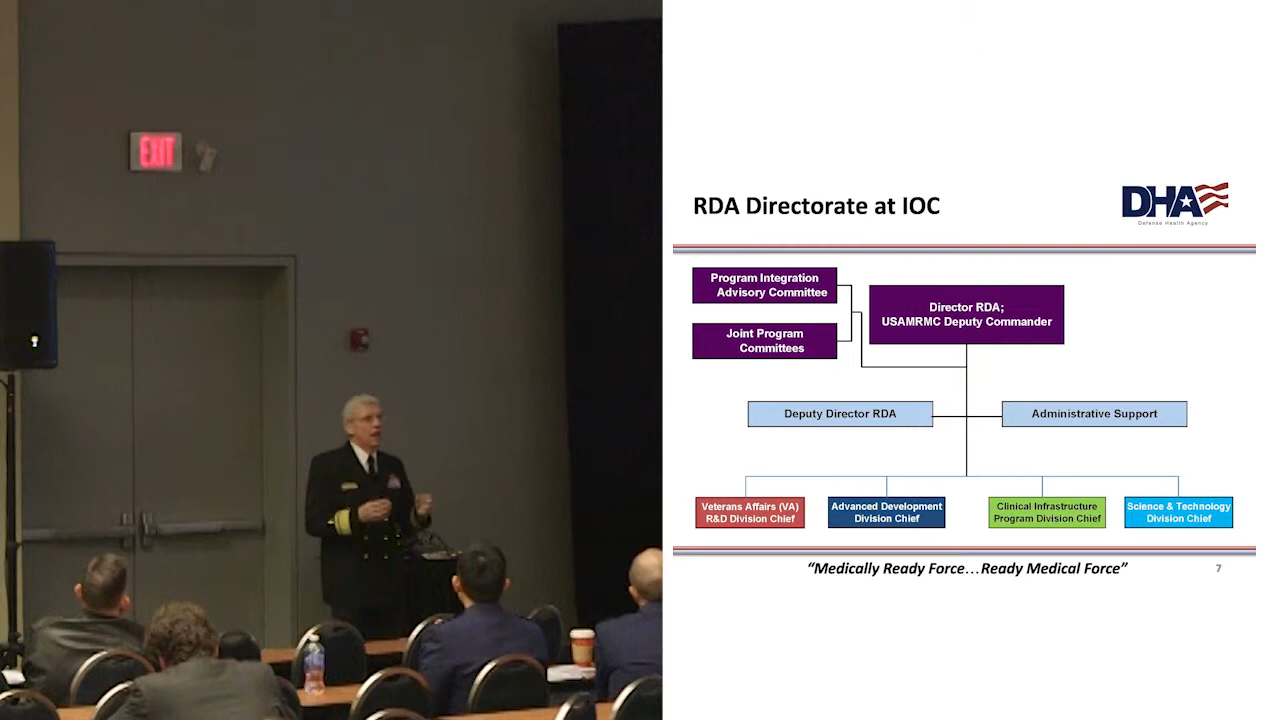 EXIT
RDA Directorate at IOC
DHA
Defense Health Agency
Program Integration
Advisory Committee
Joint Program
Committees
Director RDA;
USAMRMC Deputy Commander
Deputy Director RDA
Administrative Support
Veterans Affairs (VA)
R&D Division Chief
Advanced Development
Division Chief
Clinical Infrastructure
Program Division Chief
Science & Technology
Division Chief
“Medically Ready Force…Ready Medical Force”
7